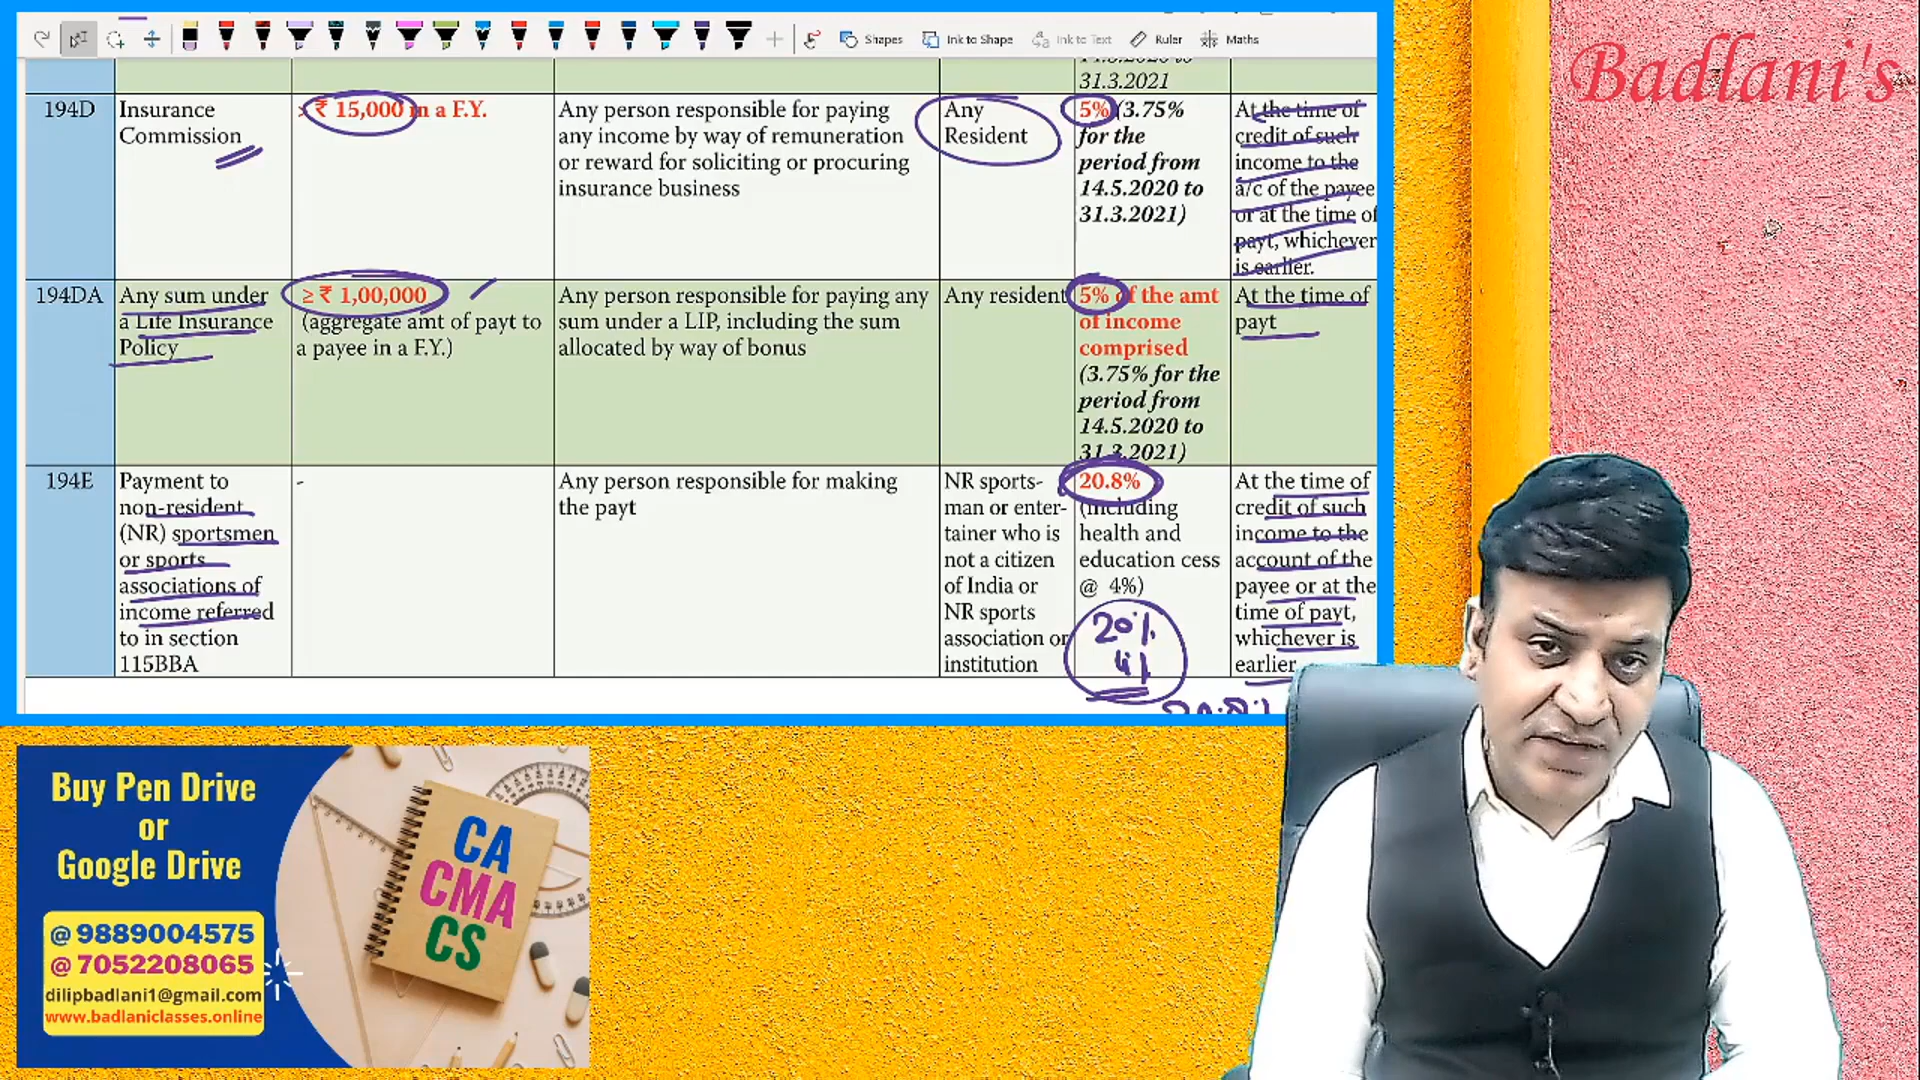 Shapes
Ink to Shape
Ink to Text
Ruler
Maths
Badlani's
31.3.2021
194D
Insurance
Commission
> ₹ 15,000 in a F.Y.
Any person responsible for paying
any income by way of remuneration
or reward for soliciting or procuring
insurance business
Any
Resident
5% (3.75%
for the
period from
14.5.2020 to
31.3.2021)
At the time of
credit of such
income to the
a/c of the payee
or at the time of
payt, whichever
is earlier.
194DA
Any sum under
a Life Insurance
Policy
≥ ₹ 1,00,000
(aggregate amt of payt to
a payee in a F.Y.)
Any person responsible for paying any
sum under a LIP, including the sum
allocated by way of bonus
Any resident
5% of the amt
of income
comprised
(3.75% for the
period from
14.5.2020 to
31.3.2021)
At the time of
payt
194E
Payment to
non-resident
(NR) sportsmen
or sports
associations of
income referred
to in section
115BBA
-
Any person responsible for making
the payt
NR sports-
man or enter-
tainer who is
not a citizen
of India or
NR sports
association or
institution
20.8%
(including
health and
education cess
@ 4%)
20%
4%
At the time of
credit of such
income to the
account of the
payee or at the
time of payt,
whichever is
earlier
Buy Pen Drive
or
Google Drive
@ 9889004575
@ 7052208065
dilipbadlani1@gmail.com
www.badlaniclasses.online
CA
CMA
CS